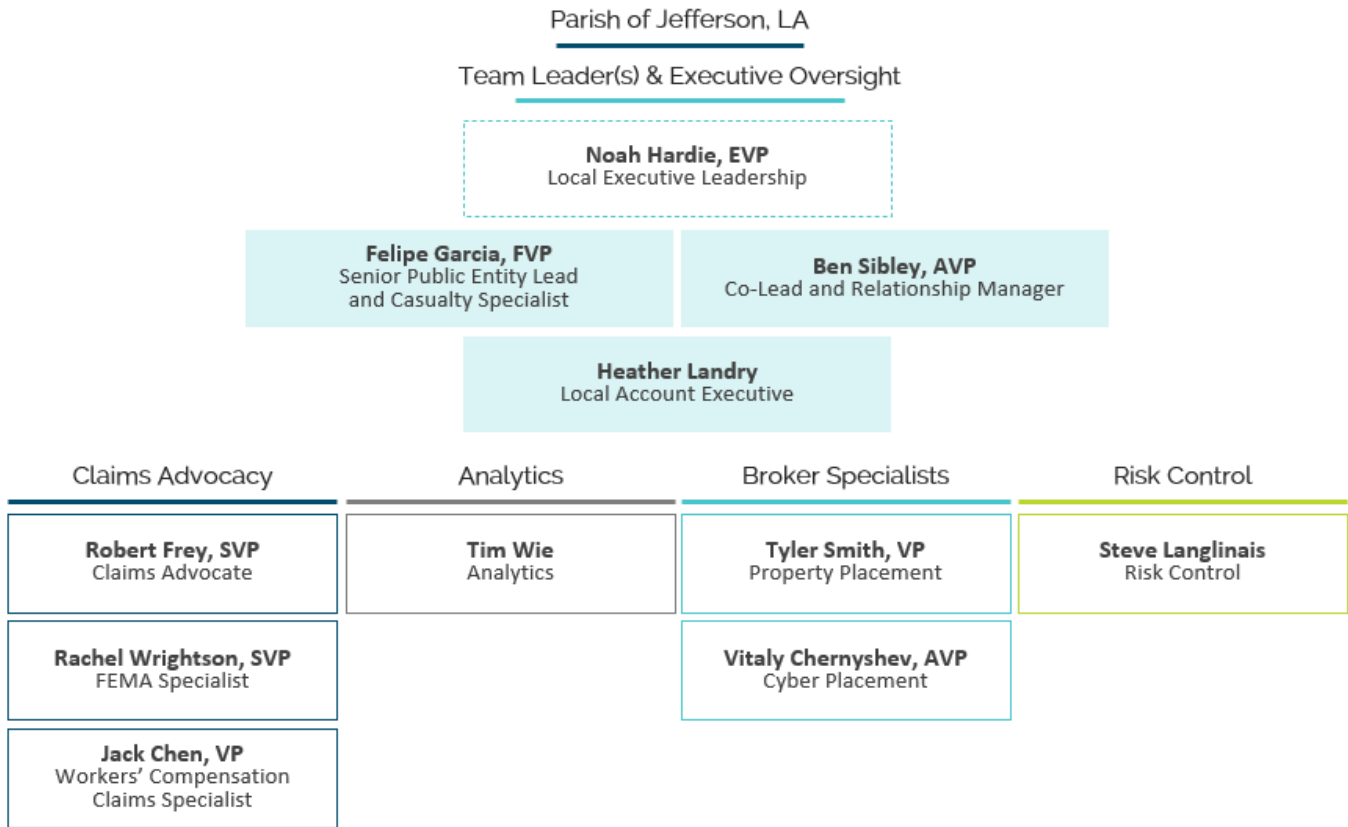 Parish of Jefferson, LA
Team Leader(s) & Executive Oversight
Noah Hardie, EVP
Local Executive Leadership
Felipe Garcia, FVP
Senior Public Entity Lead
and Casualty Specialist
Ben Sibley, AVP
Co-Lead and Relationship Manager
Heather Landry
Local Account Executive
Claims Advocacy
Robert Frey, SVP
Claims Advocate
Rachel Wrightson, SVP
FEMA Specialist
Jack Chen, VP
Workers’ Compensation
Claims Specialist
Analytics
Tim Wie
Analytics
Broker Specialists
Tyler Smith, VP
Property Placement
Vitaly Chernyshev, AVP
Cyber Placement
Risk Control
Steve Langlinais
Risk Control